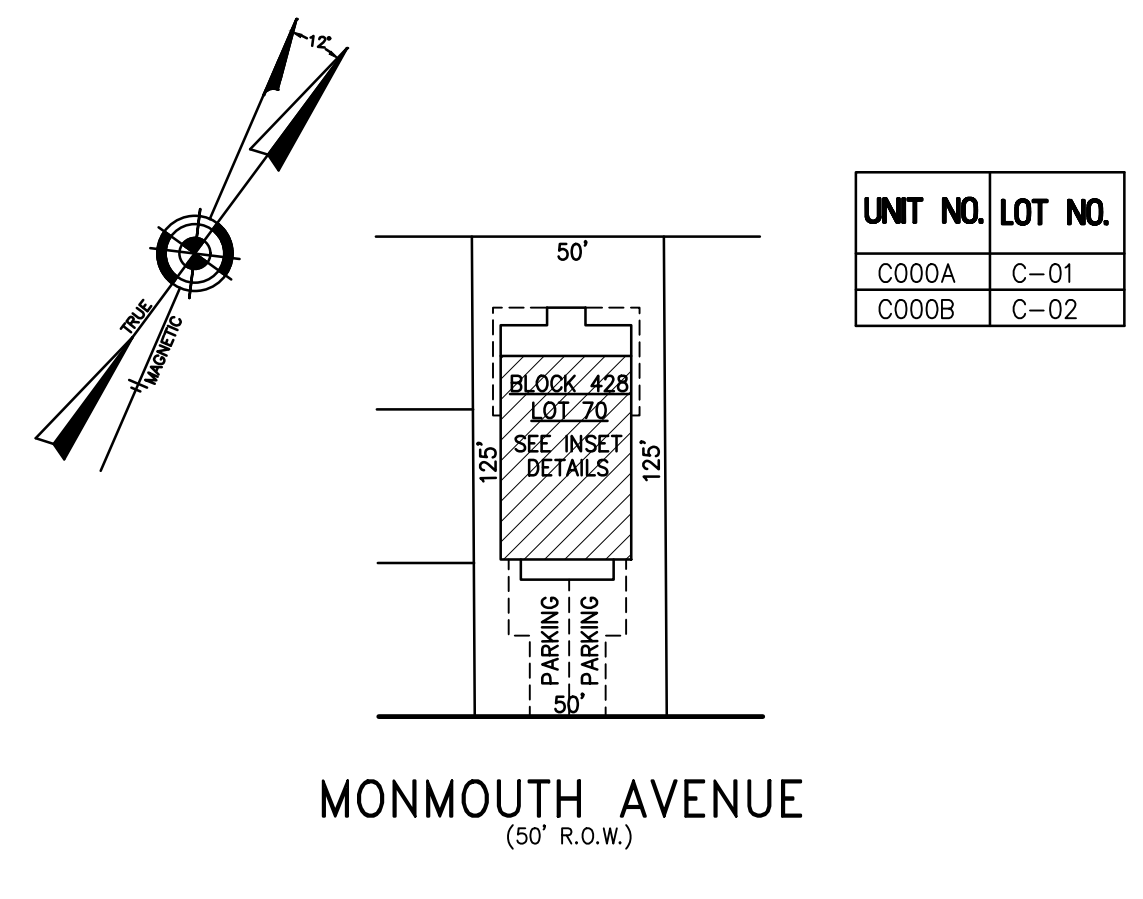 12°
TRUE
MAGNETIC
UNIT NO. LOT NO.
C000A C-01
C000B C-02
50'
BLOCK 428
LOT 70
SEE INSET
DETAILS
125'
125'
PARKING
PARKING
50'
MONMOUTH AVENUE
(50' R.O.W.)